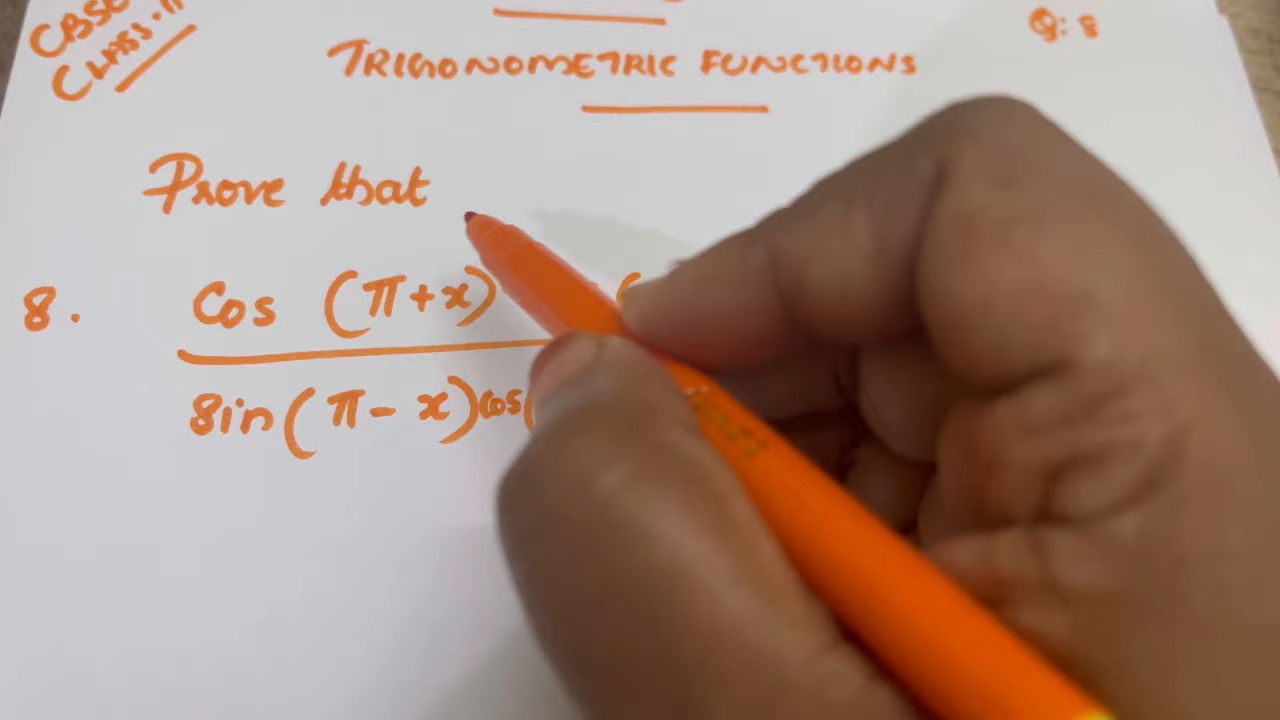 CBSE
CLASS-11
Q: 8
TRIGONOMETRIC FUNCTIONS
Prove that
8. Cos (π+x) (
Sin(π- x)cos(